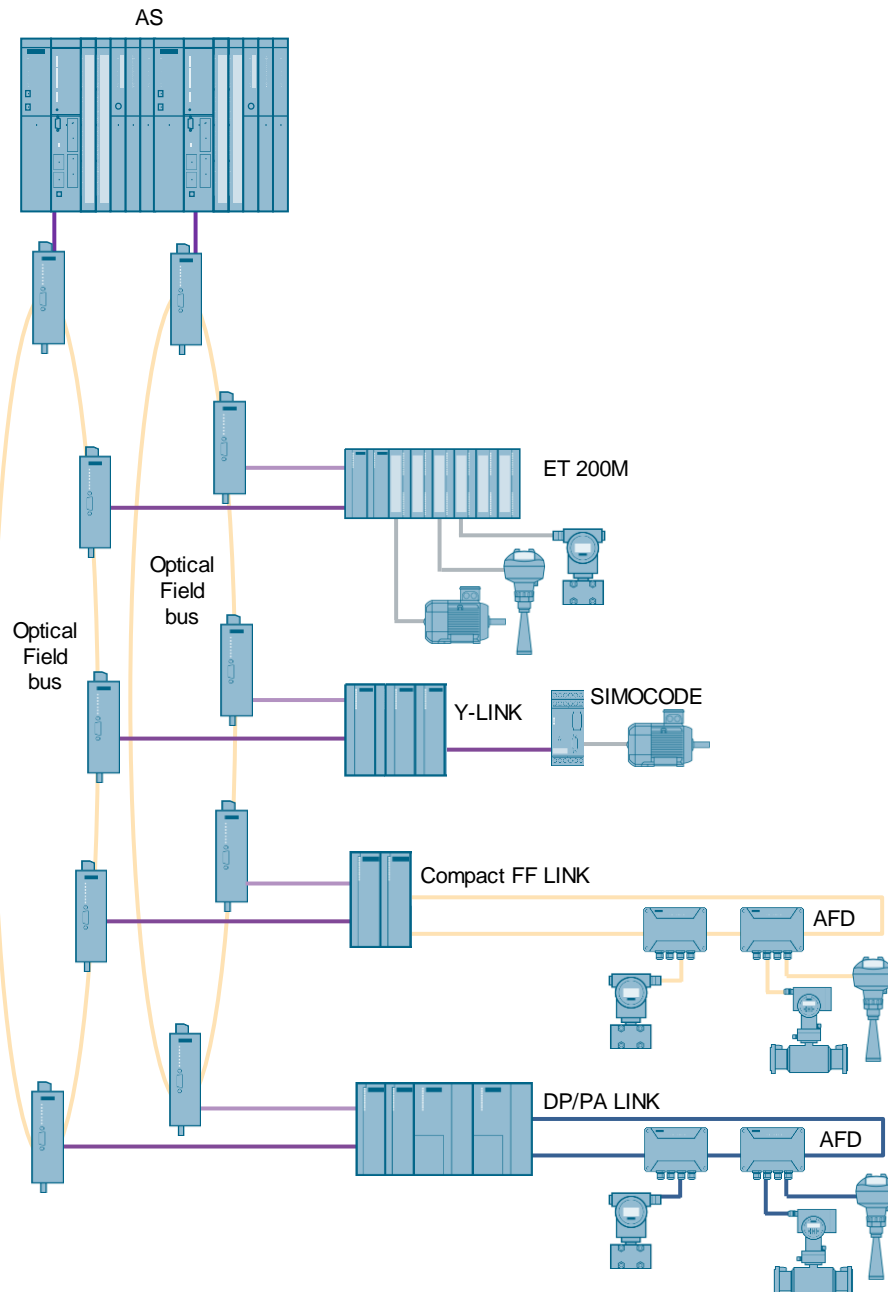 AS
ET 200M
Optical
Field
bus
Optical
Field
bus
Y-LINK
SIMOCODE
Compact FF LINK
AFD
DP/PA LINK
AFD